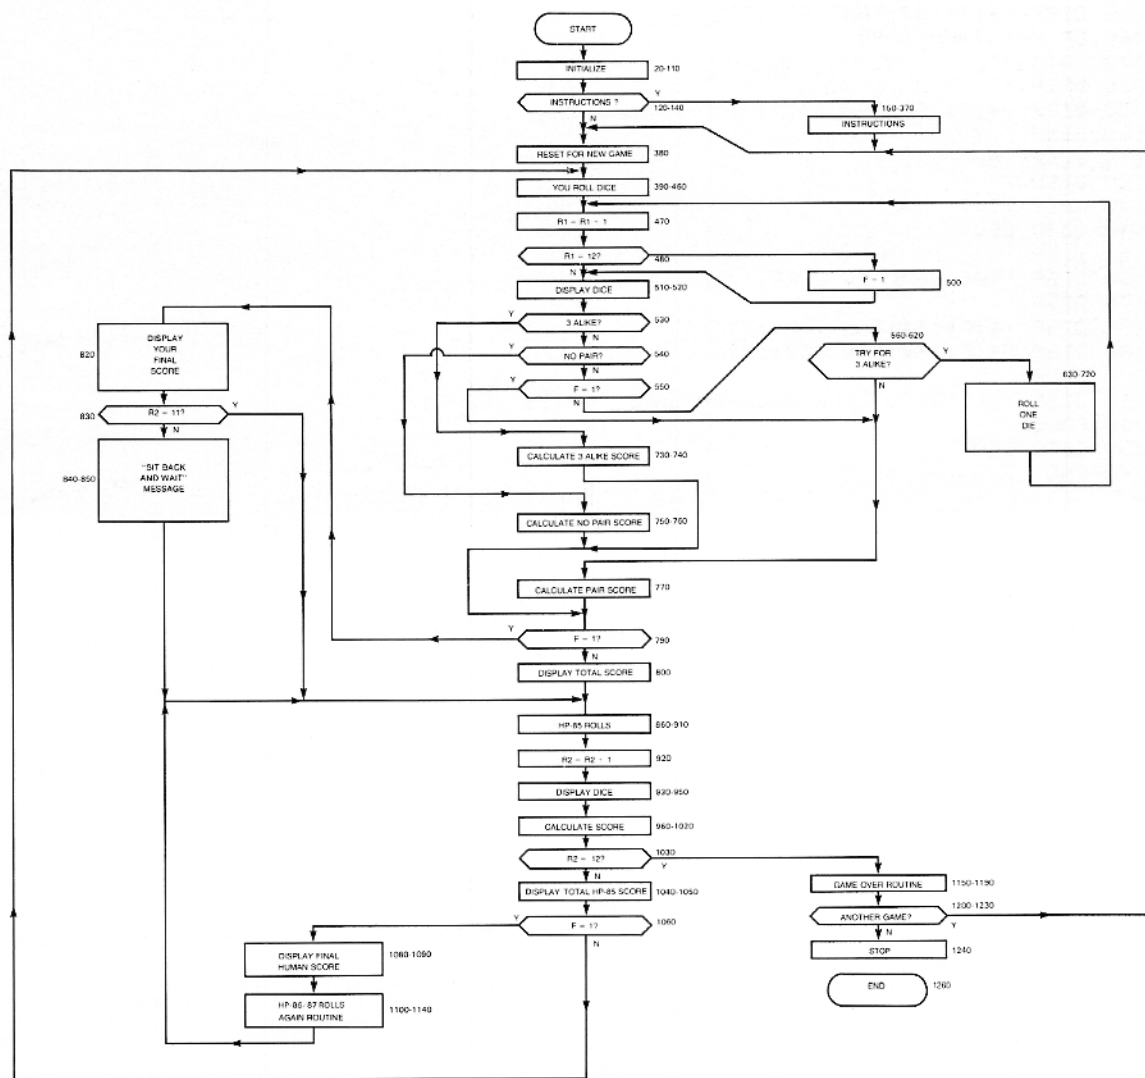 START
INITIALIZE
20-110
INSTRUCTIONS ?
Y
120-140
N
150-370
INSTRUCTIONS
RESET FOR NEW GAME
380
YOU ROLL DICE
390-460
R1 - R1 - 1
470
R1 - 12?
480
N
F - 1
500
DISPLAY DICE
510-520
Y
3 ALIKE?
530
N
Y
NO PAIR?
540
N
Y
F - 1?
550
N
560-620
TRY FOR
3 ALIKE?
Y
N
630-720
ROLL
ONE
DIE
820
DISPLAY
YOUR
FINAL
SCORE
830
R2 - 11?
Y
N
840-850
"SIT BACK
AND WAIT"
MESSAGE
CALCULATE 3 ALIKE SCORE
730-740
CALCULATE NO PAIR SCORE
750-760
CALCULATE PAIR SCORE
770
Y
F - 1?
790
N
DISPLAY TOTAL SCORE
800
HP-85 ROLLS
860-910
R2 - R2 - 1
920
DISPLAY DICE
930-950
CALCULATE SCORE
960-1020
R2 - 12?
1030
Y
N
DISPLAY TOTAL HP-85 SCORE
1040-1050
Y
F - 1?
1060
N
GAME OVER ROUTINE
1150-1190
ANOTHER GAME?
1200-1230
Y
N
STOP
1240
END
1260
DISPLAY FINAL
HUMAN SCORE
1080-1090
HP-86/-87 ROLLS
AGAIN ROUTINE
1100-1140